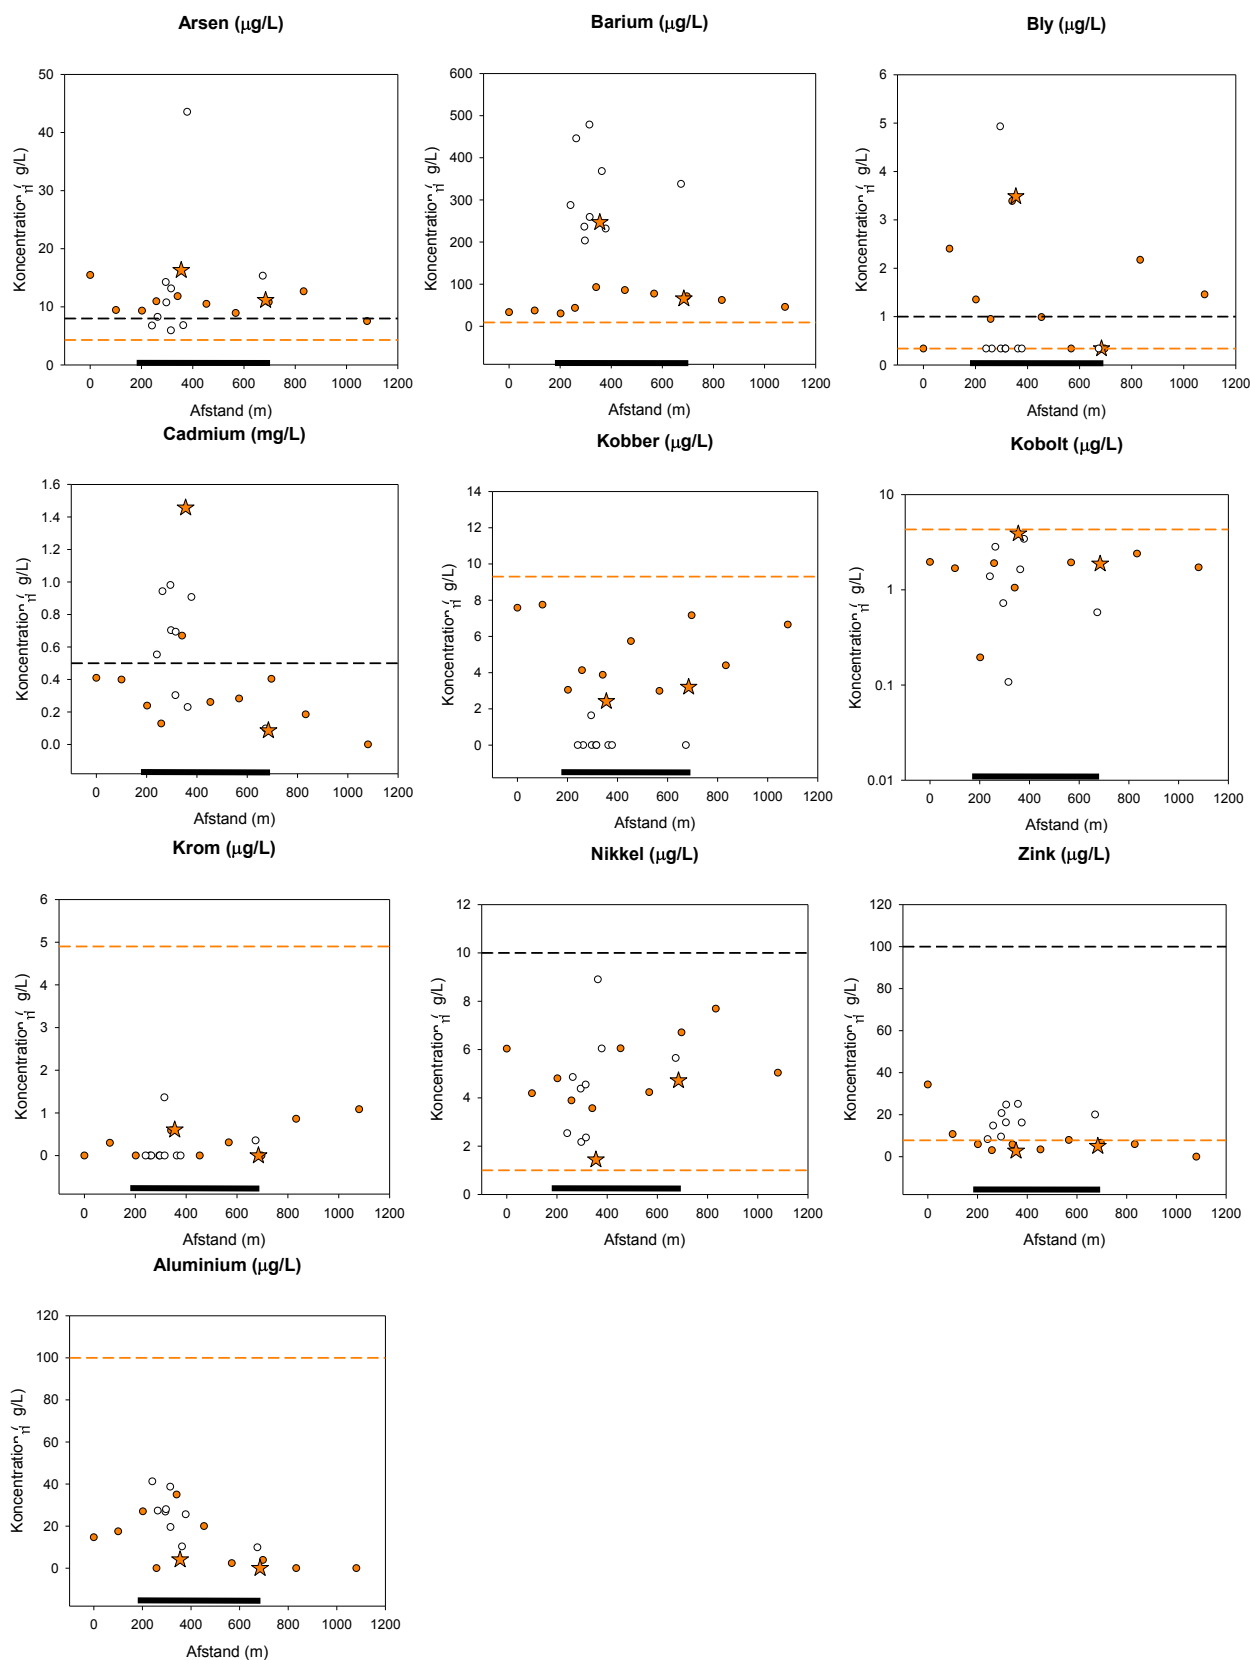 Arsen (µg/L)
Barium (µg/L)
Bly (µg/L)
50
40
30
20
10
0
0 200 400 600 800 1000 1200
Afstand (m)
600
500
400
300
200
100
0
0 200 400 600 800 1000 1200
Afstand (m)
6
5
4
3
2
1
0
0 200 400 600 800 1000 1200
Afstand (m)
Cadmium (mg/L)
Kobber (µg/L)
Kobolt (µg/L)
1.6
1.4
1.2
1.0
0.8
0.6
0.4
0.2
0.0
0 200 400 600 800 1000 1200
Afstand (m)
14
12
10
8
6
4
2
0
0 200 400 600 800 1000 1200
Afstand (m)
10
1
0.1
0.01
0 200 400 600 800 1000 1200
Afstand (m)
Krom (µg/L)
Nikkel (µg/L)
Zink (µg/L)
6
5
4
3
2
1
0
0 200 400 600 800 1000 1200
Afstand (m)
12
10
8
6
4
2
0
0 200 400 600 800 1000 1200
Afstand (m)
120
100
80
60
40
20
0
0 200 400 600 800 1000 1200
Afstand (m)
Aluminium (µg/L)
120
100
80
60
40
20
0
0 200 400 600 800 1000 1200
Afstand (m)